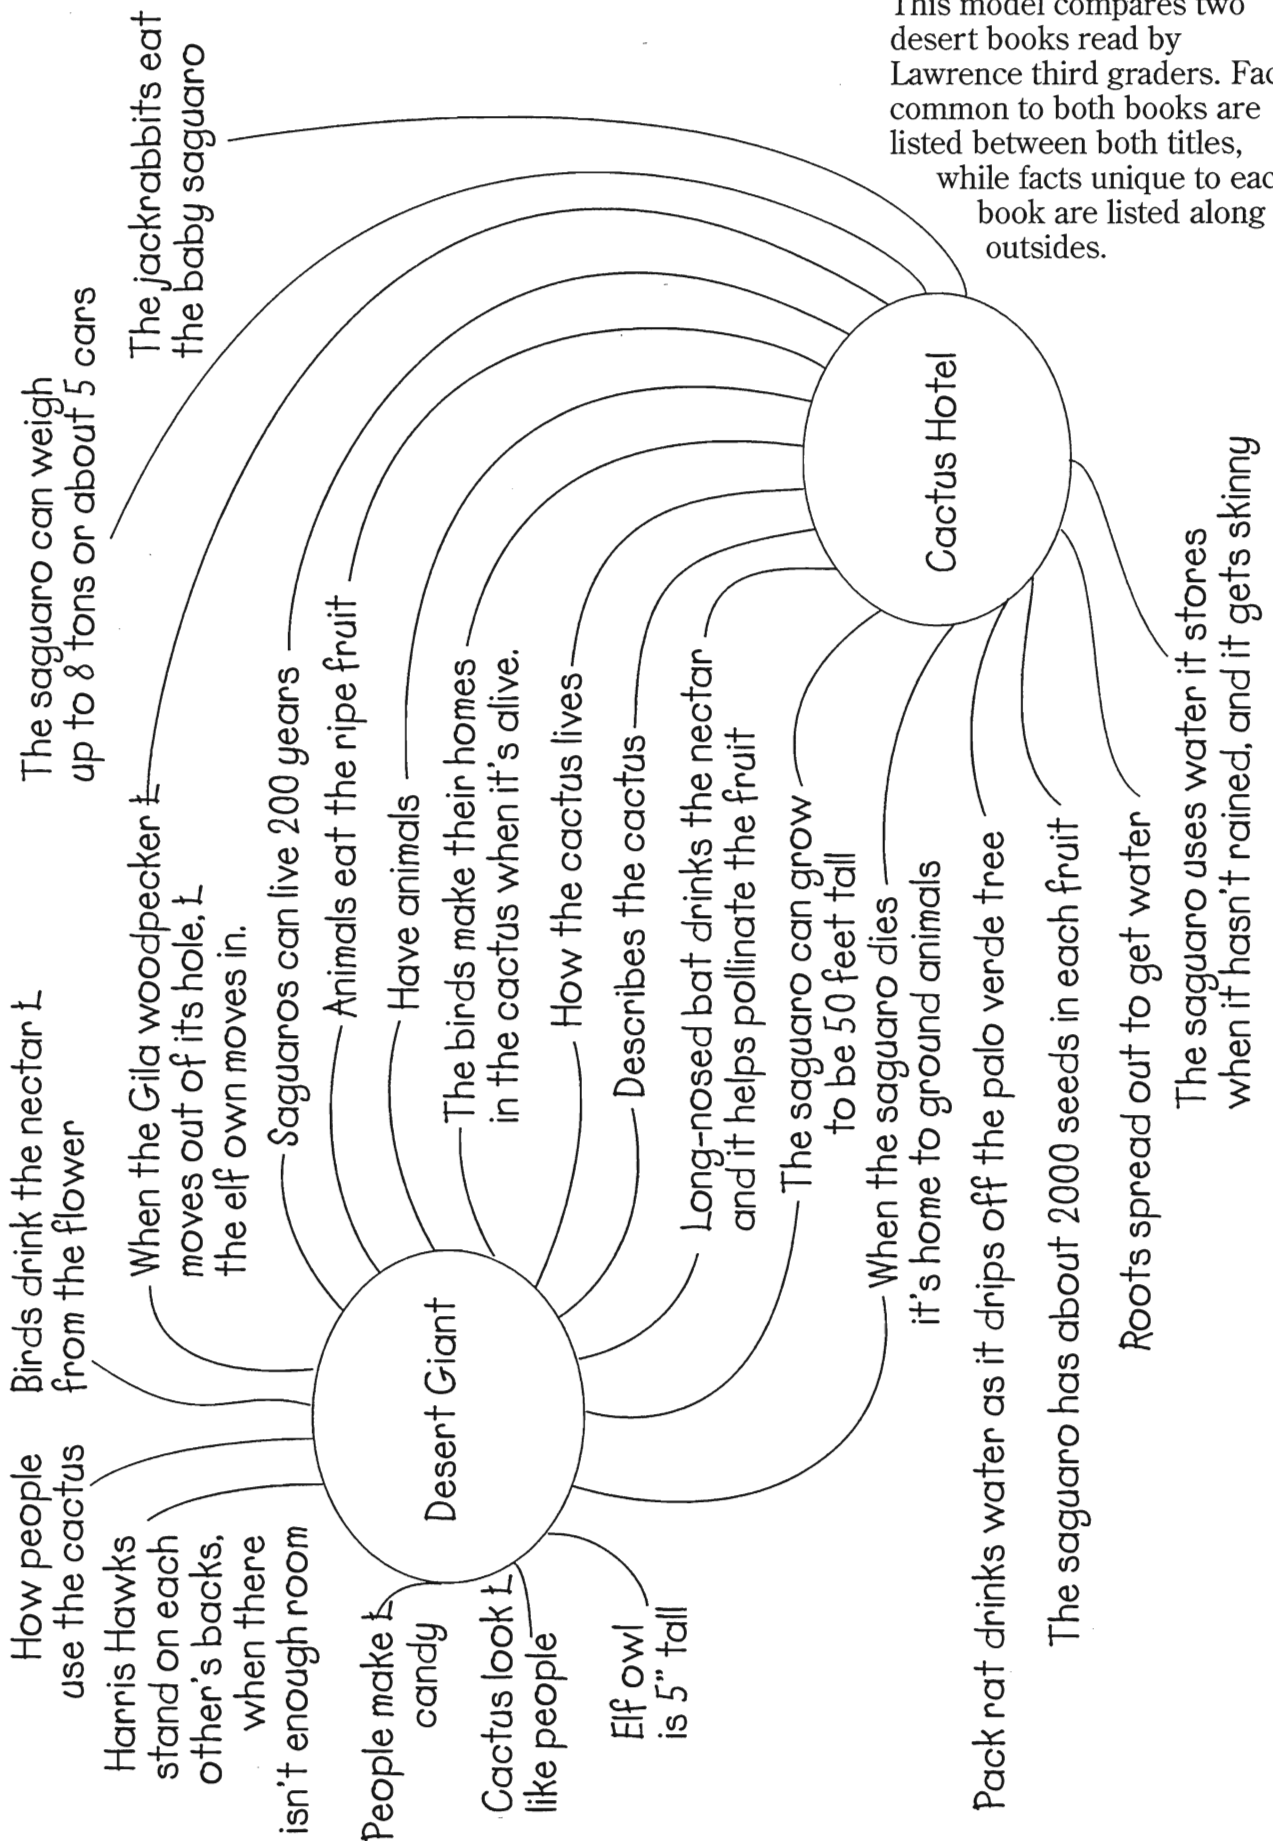 This model compares two
desert books read by
Lawrence third graders.
common to both books are
listed between both titles,
while facts unique to
book are listed along
outsides.
How people
use the cactus
Birds drink the nectar
from the flower
The saguaro can weigh
up to 8 tons or about 5 cars
The jackrabbits eat
the baby saguaro
Harris Hawks
stand on each
other's backs,
when there
isn't enough room
People make
candy
Cactus look
like people
Elf owl
is 5" tall
Desert Giant
When the Gila woodpecker
moves out of its hole,
the elf own moves in.
Saguaros can live 200 years
Animals eat the ripe fruit
Have animals
The birds make their homes
in the cactus when it's alive.
How the cactus lives
Describes the cactus
Long-nosed bat drinks the nectar
and it helps pollinate the fruit
The saguaro can grow
to be 50 feet tall
When the saguaro dies
it's home to ground animals
Cactus Hotel
Pack rat drinks water as it drips off the palo verde tree
The saguaro has about 2000 seeds in each fruit
Roots spread out to get water
The saguaro uses water it stores
when it hasn't rained, and it gets skinny